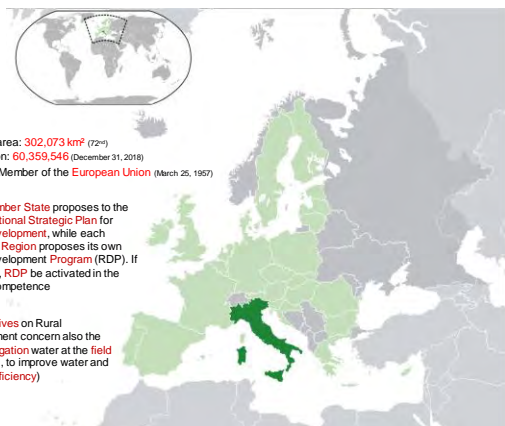 area: 302,073 km² (72nd)
n: 60,359,546 (December 31, 2018)
Member of the European Union (March 25, 1957)
mber State proposes to the
tional Strategic Plan for
evelopment, while each
Region proposes its own
velopment Program (RDP). If
, RDP be activated in the
ompetence
ives on Rural
ment concern also the
gation water at the field
, to improve water and
ficiency)